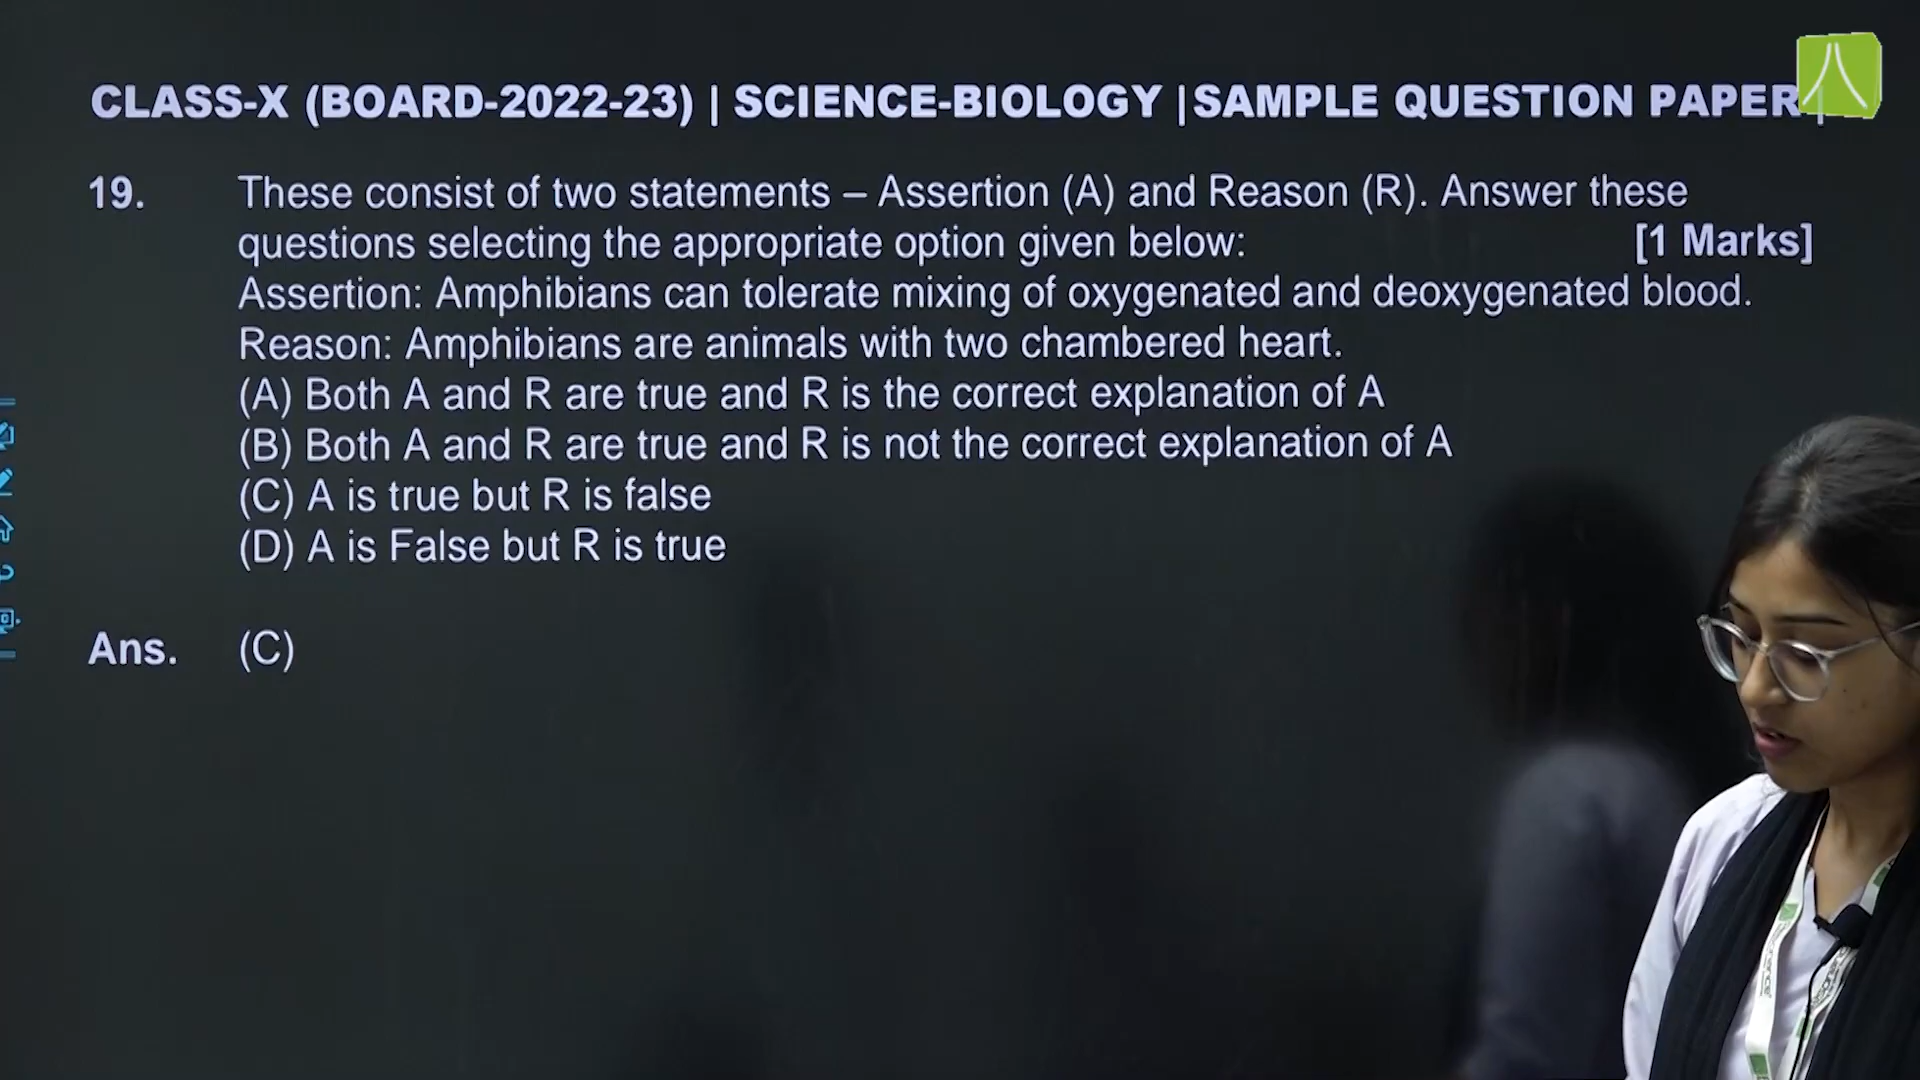 CLASS-X (BOARD-2022-23) | SCIENCE-BIOLOGY |SAMPLE QUESTION PAPER |
19. These consist of two statements – Assertion (A) and Reason (R). Answer these
questions selecting the appropriate option given below: [1 Marks]
Assertion: Amphibians can tolerate mixing of oxygenated and deoxygenated blood.
Reason: Amphibians are animals with two chambered heart.
(A) Both A and R are true and R is the correct explanation of A
(B) Both A and R are true and R is not the correct explanation of A
(C) A is true but R is false
(D) A is False but R is true
Ans. (C)